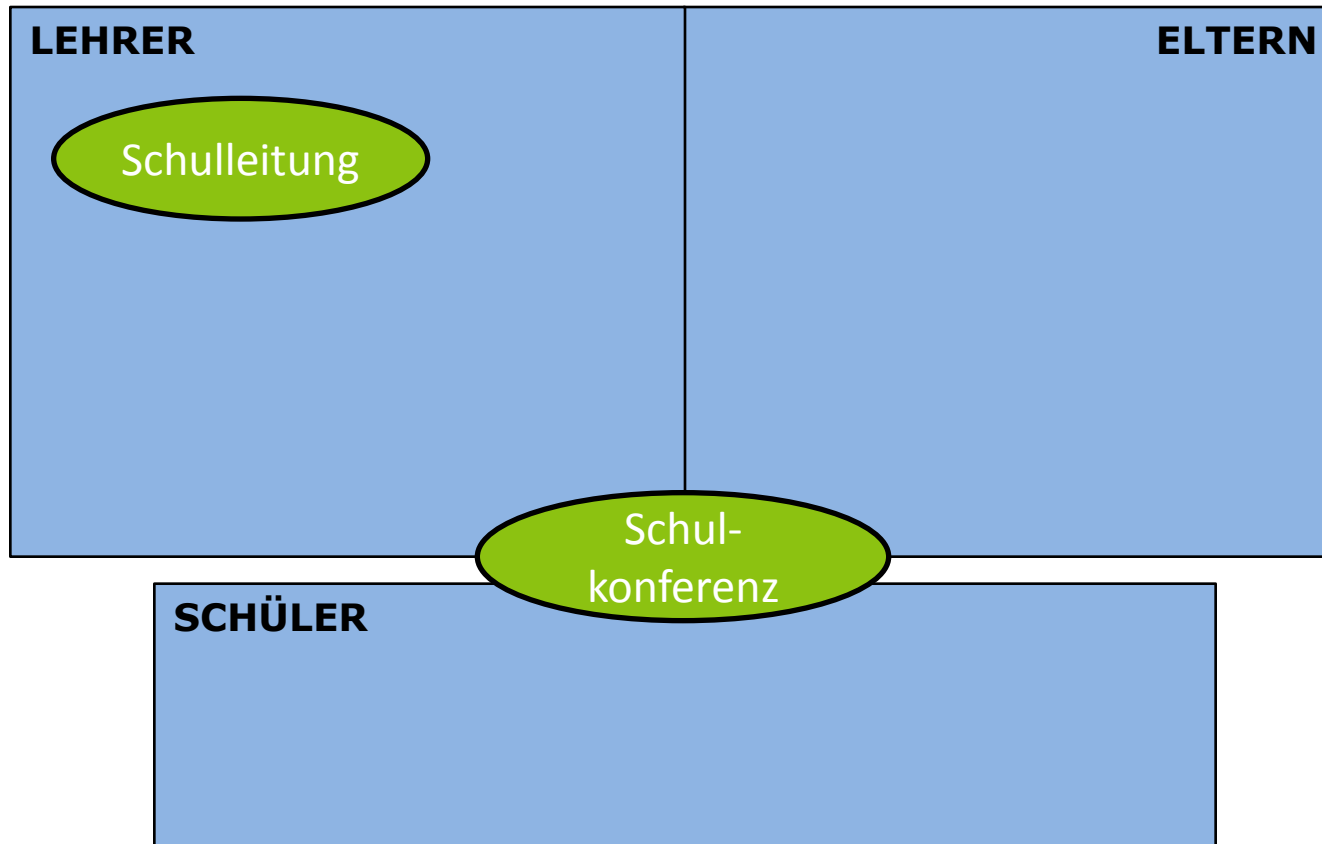 LEHRER
ELTERN
Schulleitung
Schul-
konferenz
SCHÜLER